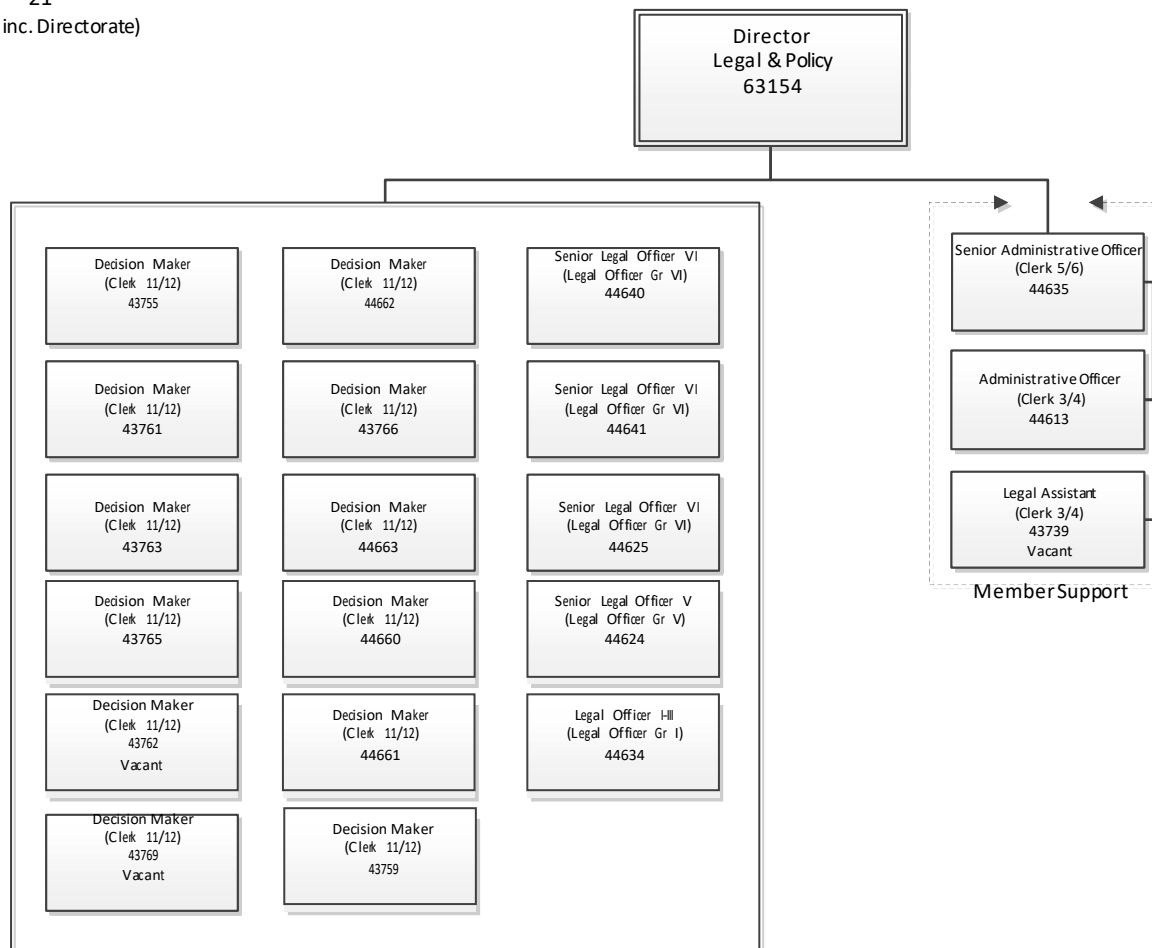 21
inc. Directorate)
Director
Legal & Policy
63154
Decision Maker
(Clerk 11/12)
43755
Decision Maker
(Clerk 11/12)
43761
Decision Maker
(Clerk 11/12)
43763
Decision Maker
(Clerk 11/12)
43765
Decision Maker
(Clerk 11/12)
43762
Vacant
Decision Maker
(Clerk 11/12)
43769
Vacant
Decision Maker
(Clerk 11/12)
44662
Decision Maker
(Clerk 11/12)
43766
Decision Maker
(Clerk 11/12)
44663
Decision Maker
(Clerk 11/12)
44660
Decision Maker
(Clerk 11/12)
44661
Decision Maker
(Clerk 11/12)
43759
Senior Legal Officer VI
(Legal Officer Gr VI)
44640
Senior Legal Officer VI
(Legal Officer Gr VI)
44641
Senior Legal Officer VI
(Legal Officer Gr VI)
44625
Senior Legal Officer V
(Legal Officer Gr V)
44624
Legal Officer I-III
(Legal Officer Gr I)
44634
Senior Administrative Officer
(Clerk 5/6)
44635
Administrative Officer
(Clerk 3/4)
44613
Legal Assistant
(Clerk 3/4)
43739
Vacant
Member Support